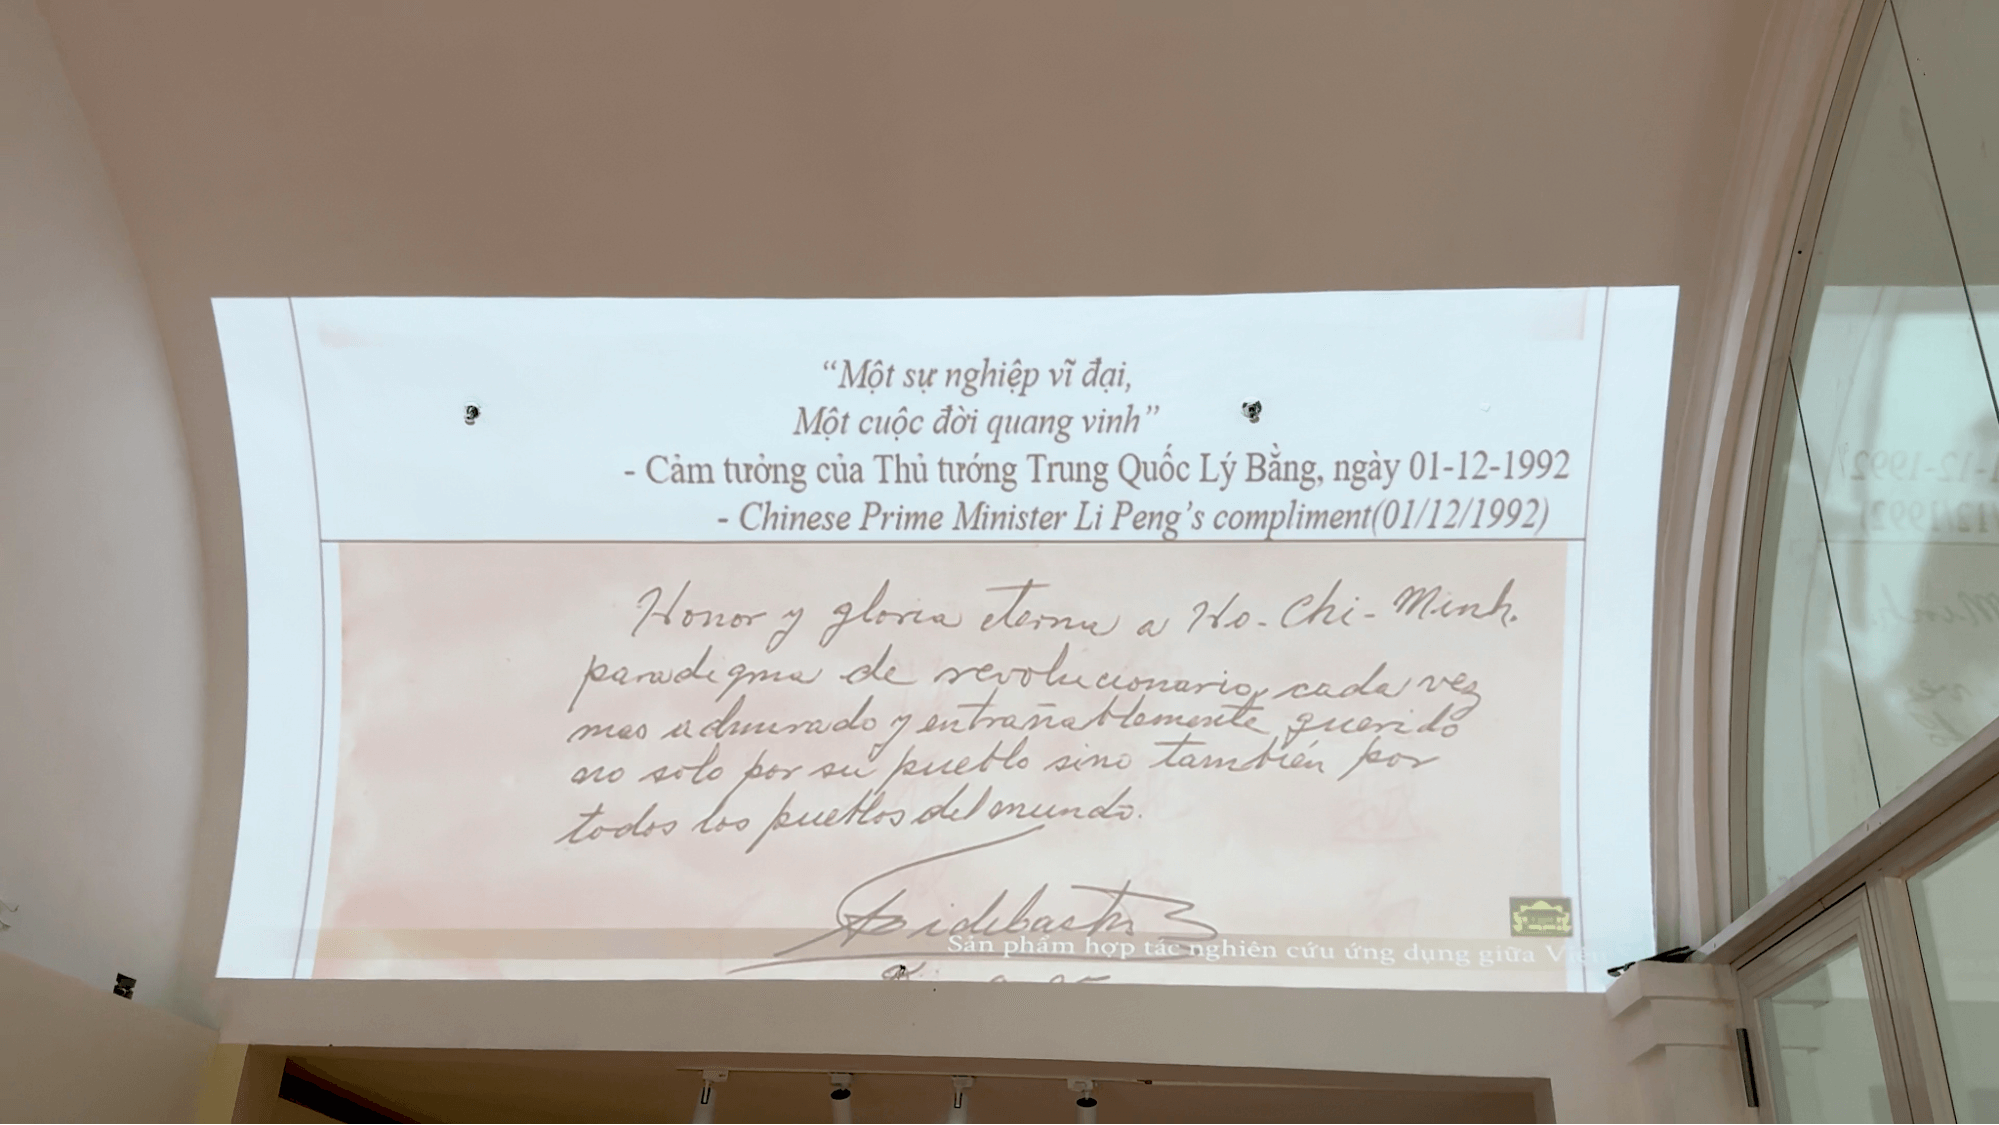 “Một sự nghiệp vĩ đại,
Một cuộc đời quang vinh”
- Cảm tưởng của Thủ tướng Trung Quốc Lý Bằng, ngày 01-12-1992
- Chinese Prime Minister Li Peng’s compliment(01/12/1992)
Honor y gloria eterna a Ho-Chi-Minh.
paradigma de revolucionario, cada vez
mas admirado y entrañablemente querido
no solo por su pueblo sino también por
todos los pueblos del mundo.
Sản phẩm hợp tác nghiên cứu ứng dụng giữa Viện